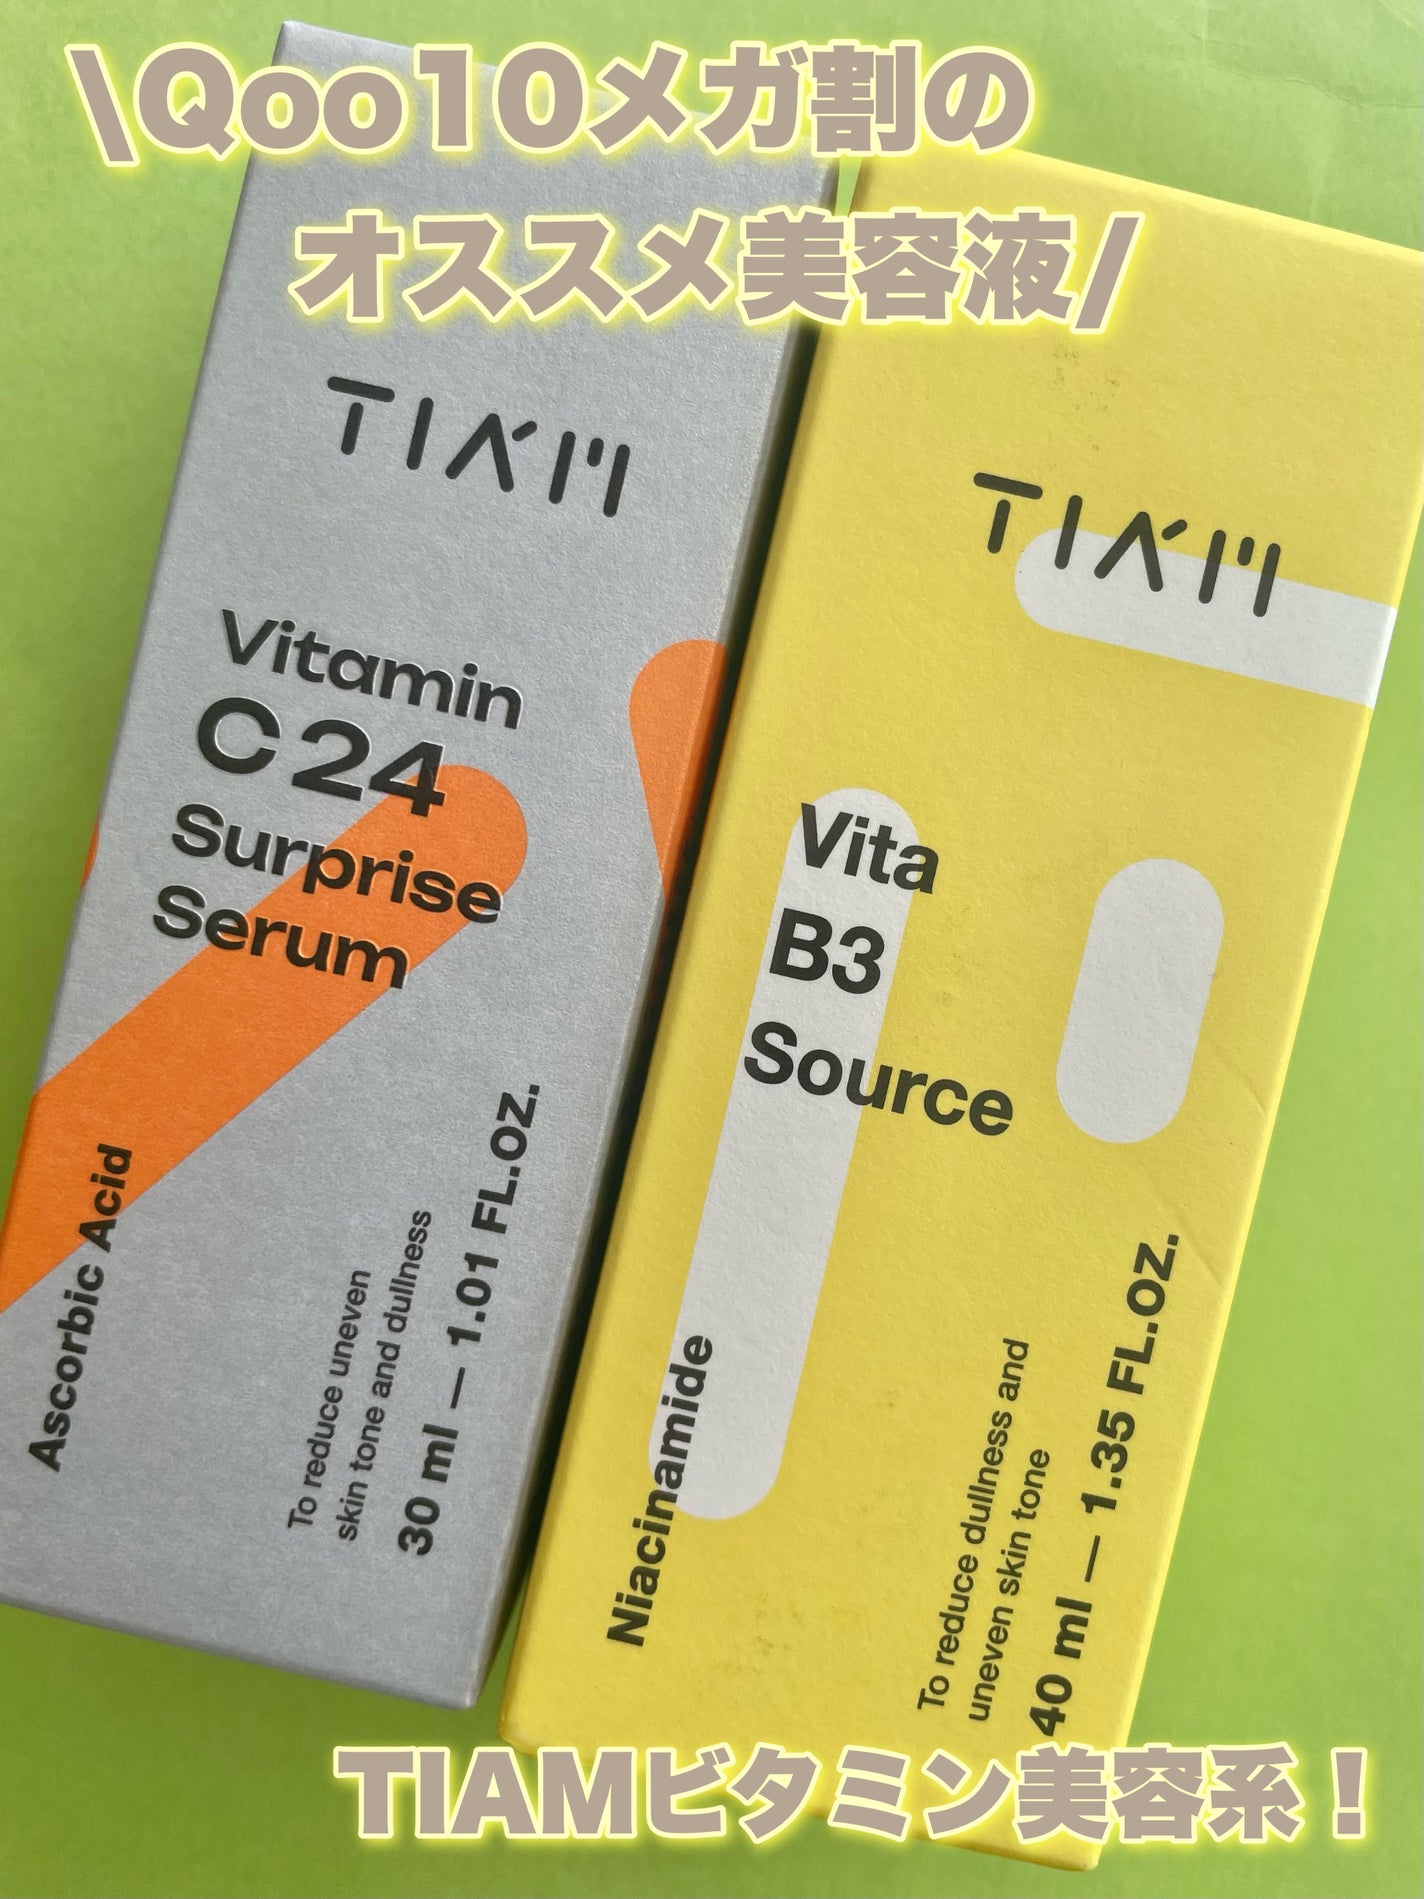 \Qoo10メガ割の
オススメ美容液/
TIAM
Vitamin
C24
Surprise
Serum
Ascorbic Acid
To reduce uneven
skin tone and dullness
30 ml — 1.01 FL.OZ.
TIAM
Vita
B3
Source
Niacinamide
To reduce dullness and
uneven skin tone
40 ml — 1.35 FL.OZ.
TIAMビタミン美容系！